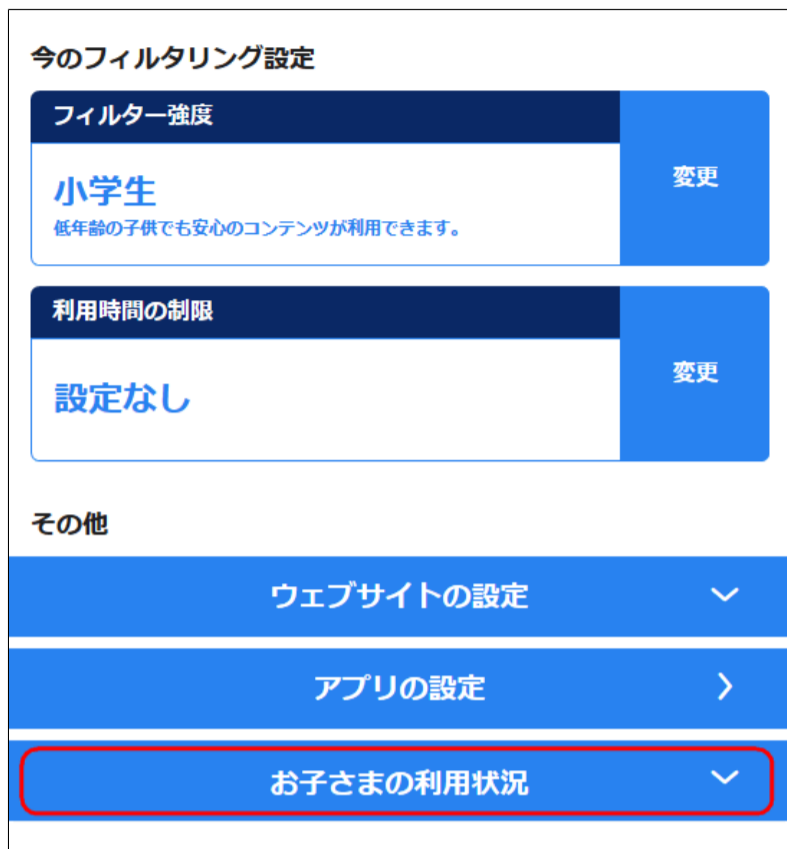 今のフィルタリング設定
フィルター強度
小学生
低年齢の子供でも安心のコンテンツが利用できます。
変更
利用時間の制限
設定なし
変更
その他
ウェブサイトの設定
アプリの設定
お子さまの利用状況